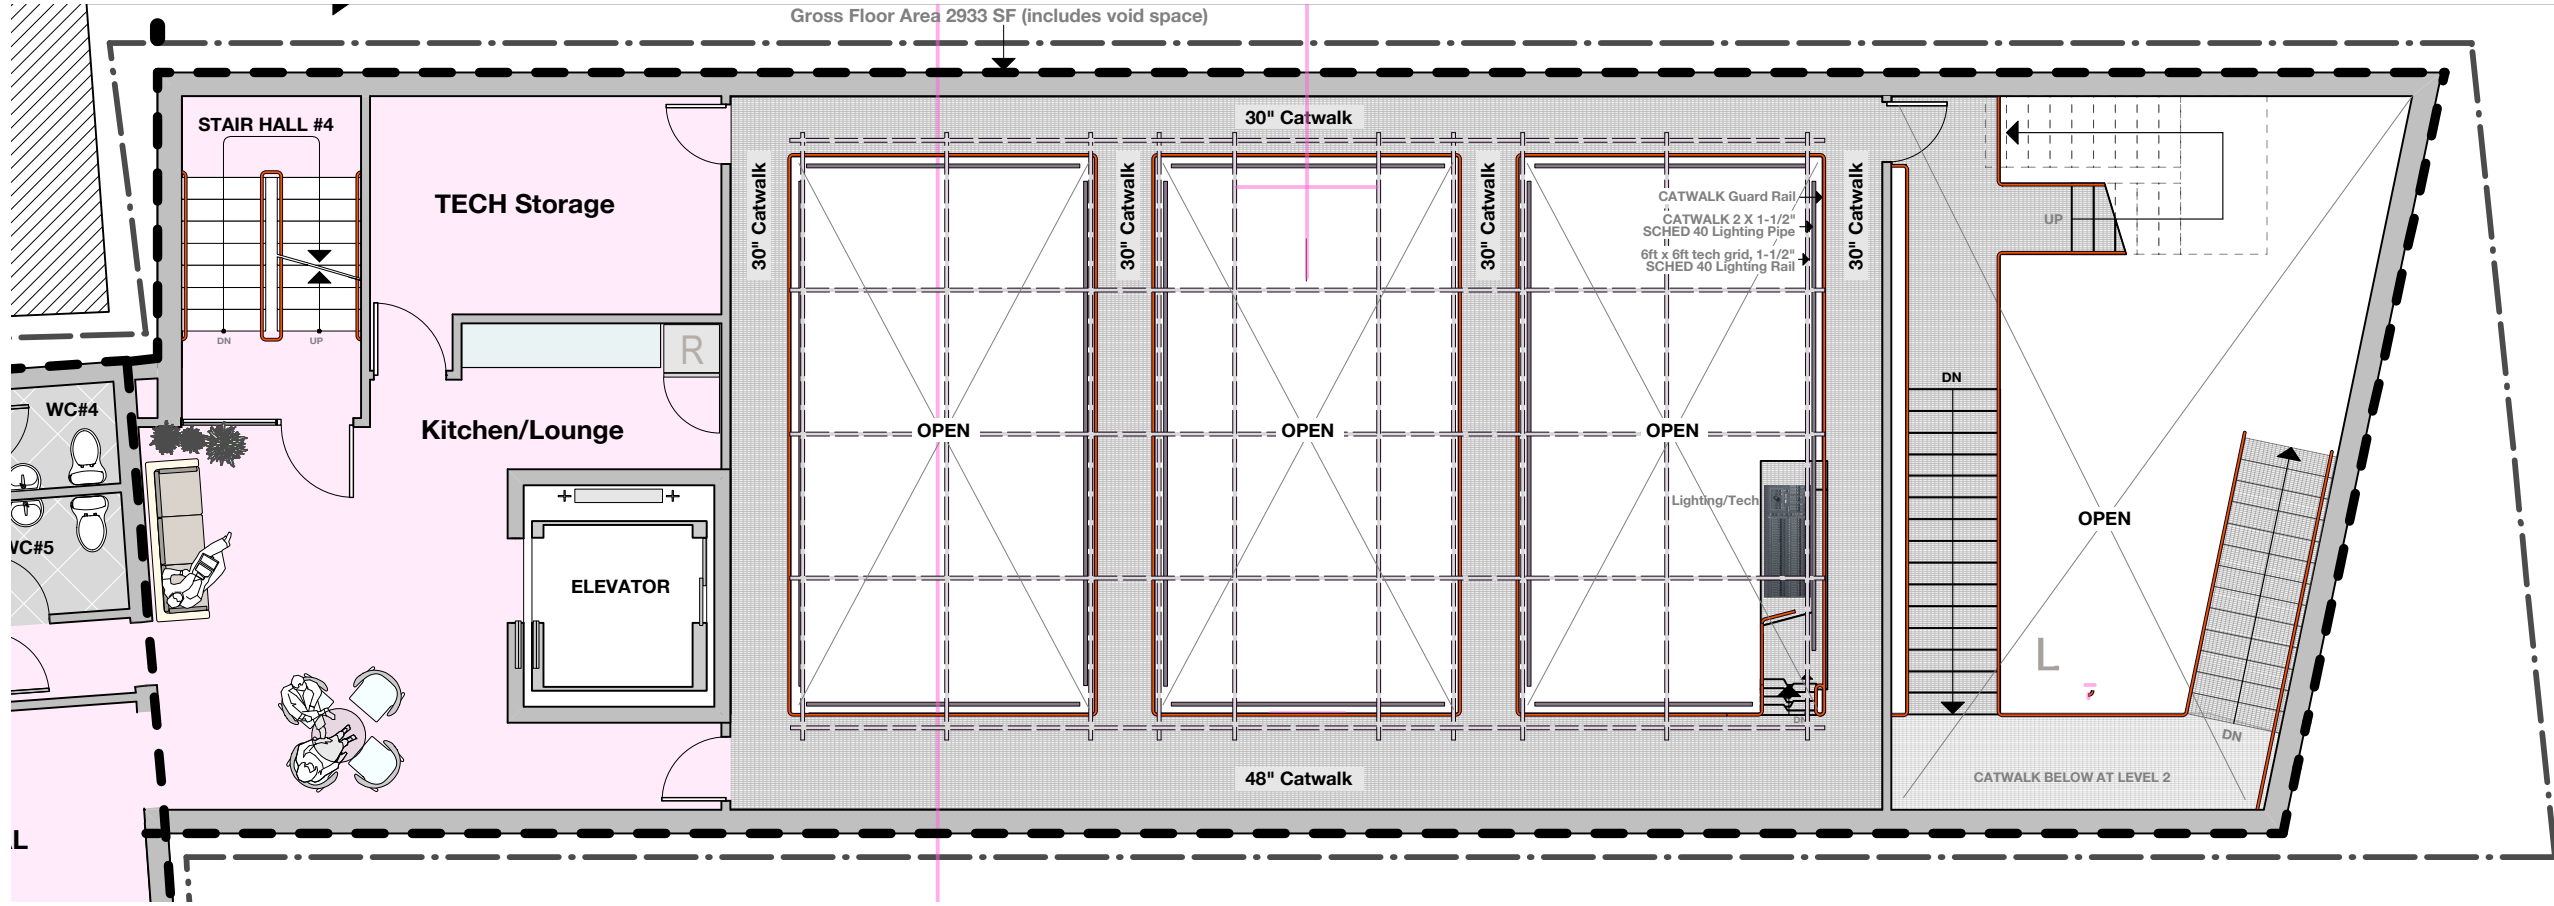 Gross Floor Area 2933 SF (includes void space)
STAIR HALL #4
DN
UP
TECH Storage
R
Kitchen/Lounge
WC#4
WC#5
ELEVATOR
L
30" Catwalk
30" Catwalk
30" Catwalk
30" Catwalk
30" Catwalk
CATWALK Guard Rail
CATWALK 2 X 1-1/2"
SCHED 40 Lighting Pipe
6ft x 6ft tech grid, 1-1/2"
SCHED 40 Lighting Rail
OPEN
OPEN
OPEN
Lighting/Tech
DN
48" Catwalk
UP
DN
OPEN
L
DN
CATWALK BELOW AT LEVEL 2